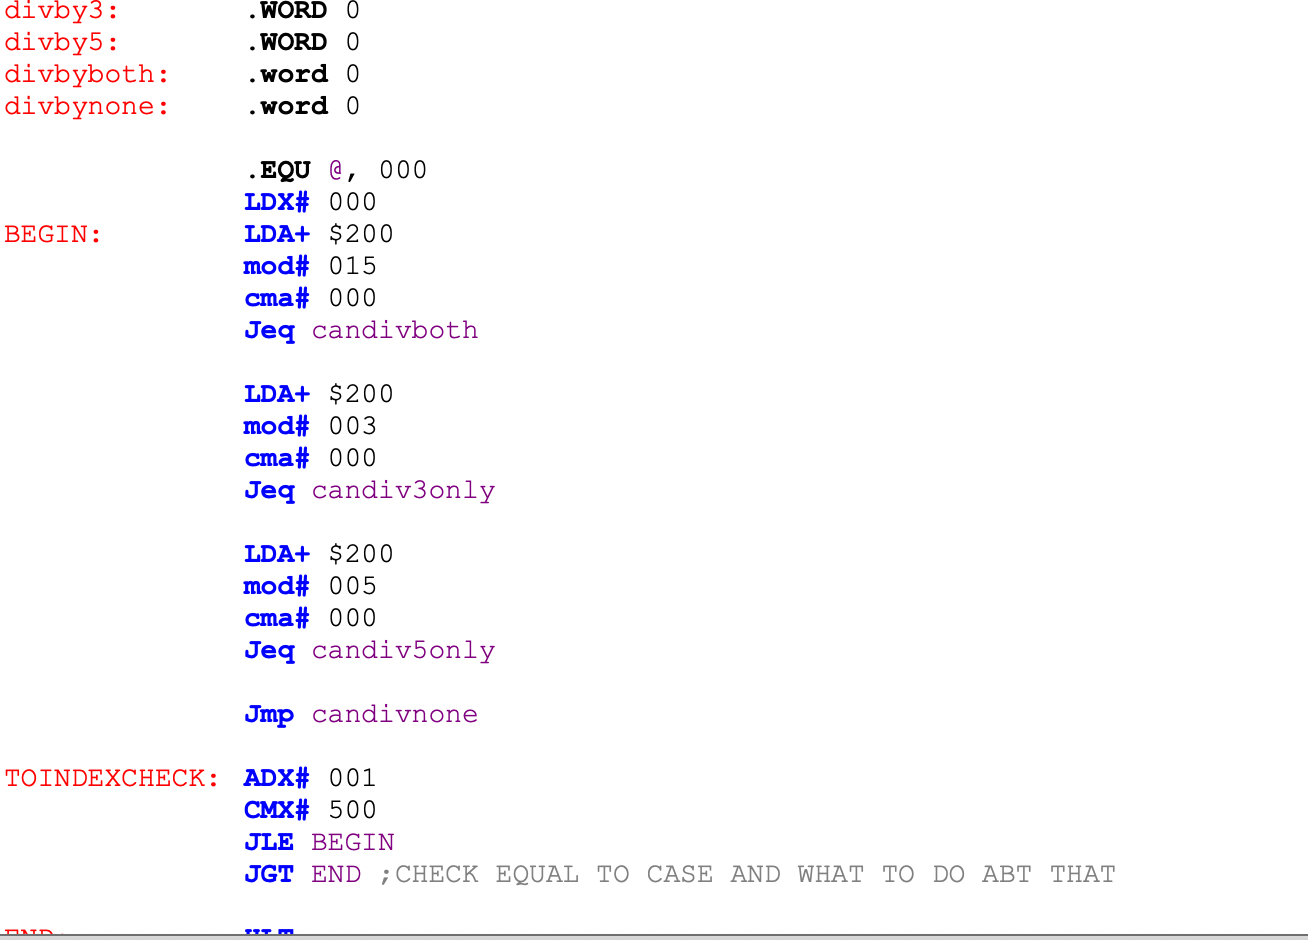 divby3: .WORD 0
divby5: .WORD 0
divbyboth: .word 0
divbynone: .word 0
.EQU @, 000
LDX# 000
BEGIN: LDA+ $200
mod# 015
cma# 000
Jeq candivboth
LDA+ $200
mod# 003
cma# 000
Jeq candiv3only
LDA+ $200
mod# 005
cma# 000
Jeq candiv5only
Jmp candivnone
TOINDEXCHECK: ADX# 001
CMX# 500
JLE BEGIN
JGT END ;CHECK EQUAL TO CASE AND WHAT TO DO ABT THAT
END: HLT